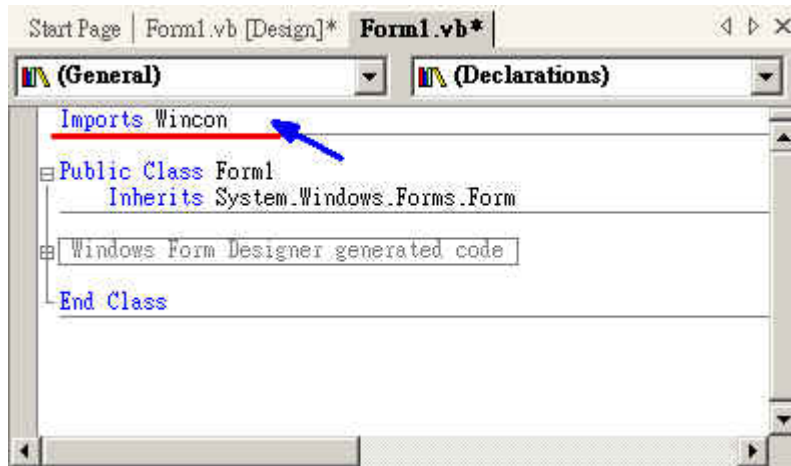 Start Page Form1.vb [Design]* Form1.vb*
(General) (Declarations)
Imports Wincon
Public Class Form1
Inherits System.Windows.Forms.Form
Windows Form Designer generated code
End Class